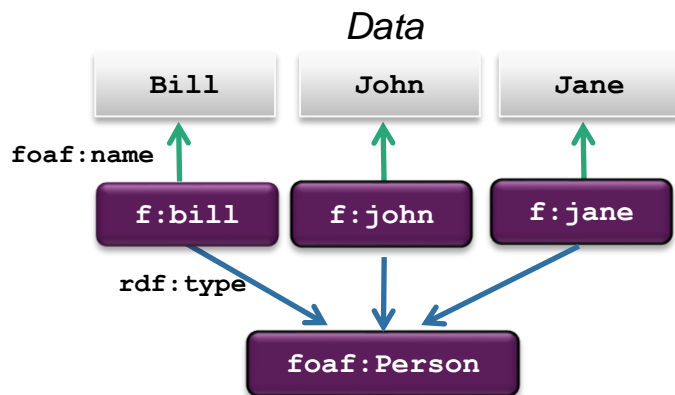 Data
Bill John Jane
foaf:name
f:bill f:john f:jane
rdf:type
foaf:Person